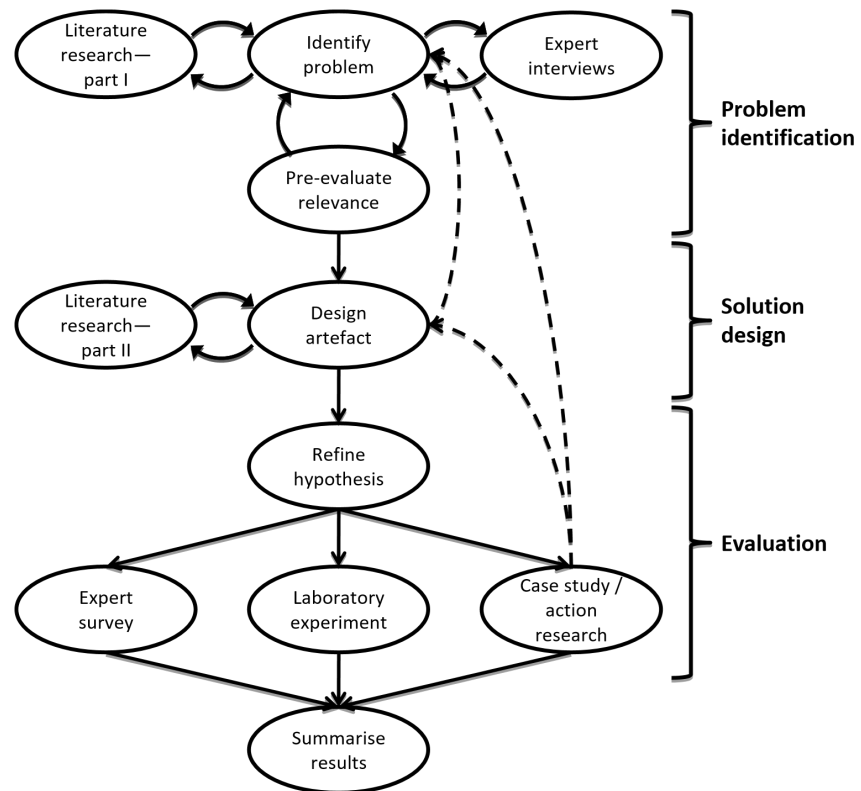 Literature
research—
part I
Identify
problem
Expert
interviews
Problem
identification
Pre-evaluate
relevance
Literature
research—
part II
Design
artefact
Solution
design
Refine
hypothesis
Evaluation
Expert
survey
Laboratory
experiment
Case study /
action
research
Summarise
results